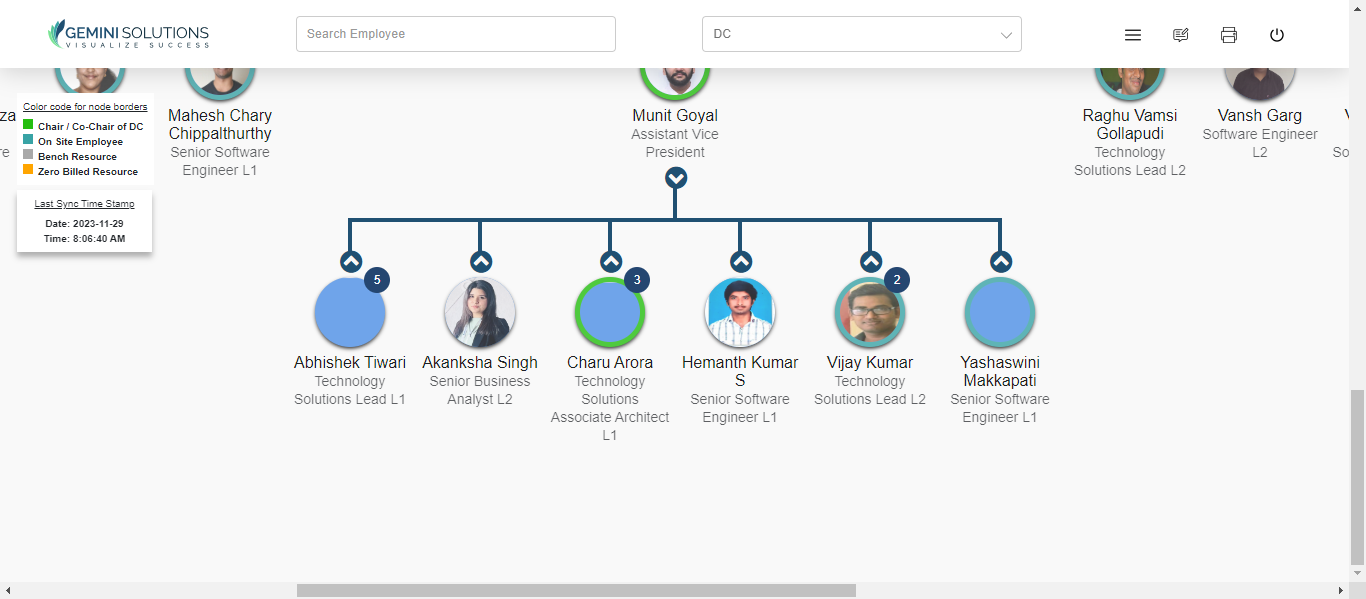 GEMINI SOLUTIONS
VISUALIZE SUCCESS
Search Employee
DC
za
re
Color code for node borders
Chair / Co-Chair of DC
On Site Employee
Bench Resource
Zero Billed Resource
Last Sync Time Stamp
Date: 2023-11-29
Time: 8:06:40 AM
Mahesh Chary
Chippalthurthy
Senior Software
Engineer L1
Munit Goyal
Assistant Vice
President
Raghu Vamsi
Gollapudi
Technology
Solutions Lead L2
Vansh Garg
Software Engineer
L2
V
So
5
3
2
Abhishek Tiwari
Technology
Solutions Lead L1
Akanksha Singh
Senior Business
Analyst L2
Charu Arora
Technology
Solutions
Associate Architect
L1
Hemanth Kumar
S
Senior Software
Engineer L1
Vijay Kumar
Technology
Solutions Lead L2
Yashaswini
Makkapati
Senior Software
Engineer L1